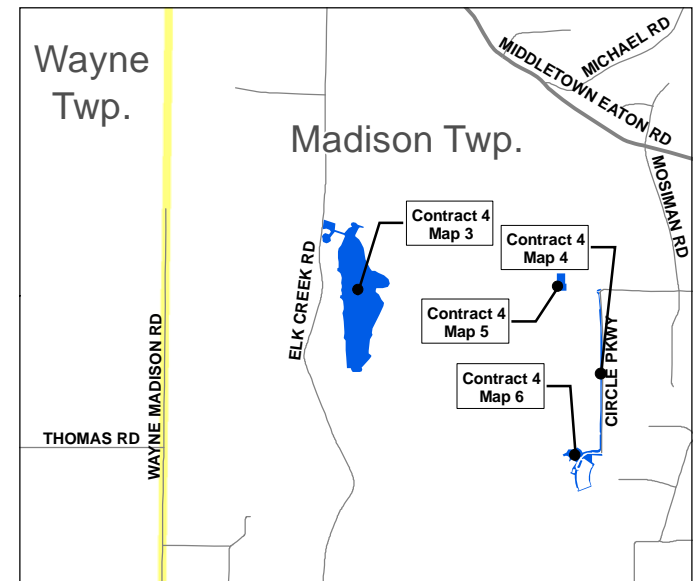 Wayne
Twp.
MICHAEL RD
MIDDLETOWN EATON RD
Madison Twp.
MOSIMAN RD
Contract 4
Map 3
Contract 4
Map 4
ELK CREEK RD
Contract 4
Map 5
CIRCLE PKWY
WAYNE MADISON RD
Contract 4
Map 6
THOMAS RD